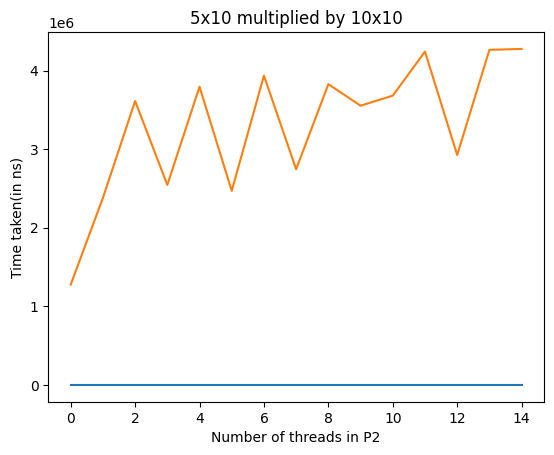 5x10 multiplied by 10x10
1e6
4
3
2
1
0
Time taken(in ns)
0 2 4 6 8 10 12 14
Number of threads in P2